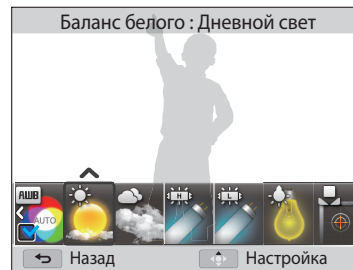 Баланс белого : Дневной свет
AWB
AUTO
H
L
Назад
Настройка